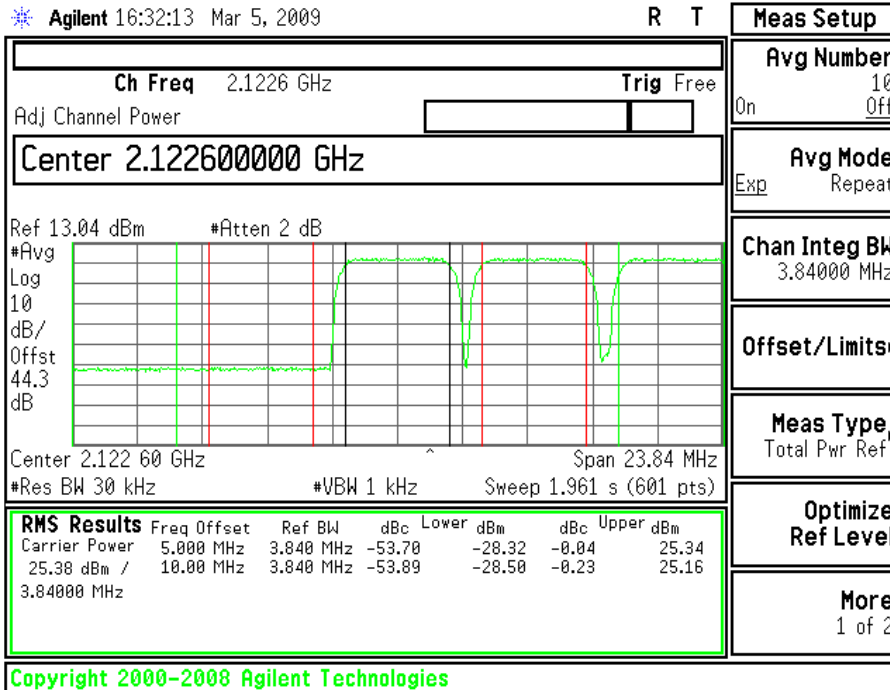 Agilent 16:32:13 Mar 5, 2009 R T
Ch Freq 2.1226 GHz Trig Free
Adj Channel Power
Center 2.122600000 GHz
Ref 13.04 dBm #Atten 2 dB
#Avg
Log
10
dB/
Offst
44.3
dB
Center 2.122 60 GHz Span 23.84 MHz
#Res BW 30 kHz #VBW 1 kHz Sweep 1.961 s (601 pts)
RMS Results Freq Offset Ref BW dBc Lower dBm dBc Upper dBm
Carrier Power 5.000 MHz 3.840 MHz -53.70 -28.32 -0.04 25.34
25.38 dBm / 10.00 MHz 3.840 MHz -53.89 -28.50 -0.23 25.16
3.84000 MHz
Copyright 2000-2008 Agilent Technologies
Meas Setup
Avg Number
10
On Off
Avg Mode
Exp Repeat
Chan Integ BW
3.84000 MHz
Offset/Limits
Meas Type
Total Pwr Ref
Optimize
Ref Level
More
1 of 2